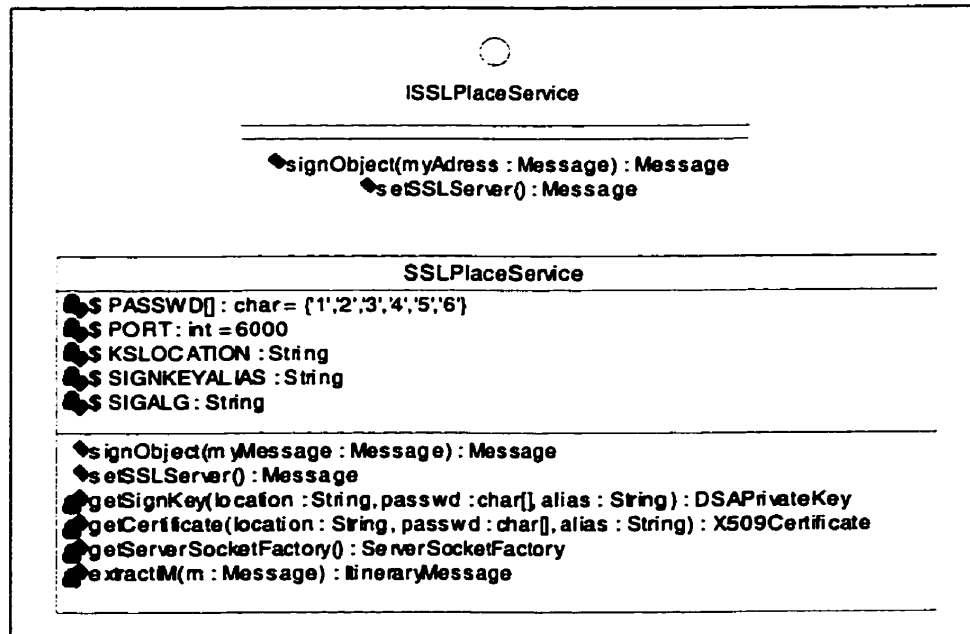 ISSLPlaceService
signObject(myAdress : Message) : Message
setSSLServer() : Message
SSLPlaceService
$ PASSWD[] : char = {'1','2','3','4','5','6'}
$ PORT : int = 6000
$ KSLOCATION : String
$ SIGNKEYALIAS : String
$ SIGALG : String
signObject(myMessage : Message) : Message
setSSLServer() : Message
getSignKey(location : String, passwd : char[], alias : String) : DSAPrivateKey
getCertificate(location : String, passwd : char[], alias : String) : X509Certificate
getServerSocketFactory() : ServerSocketFactory
extractIM(m : Message) : ItineraryMessage